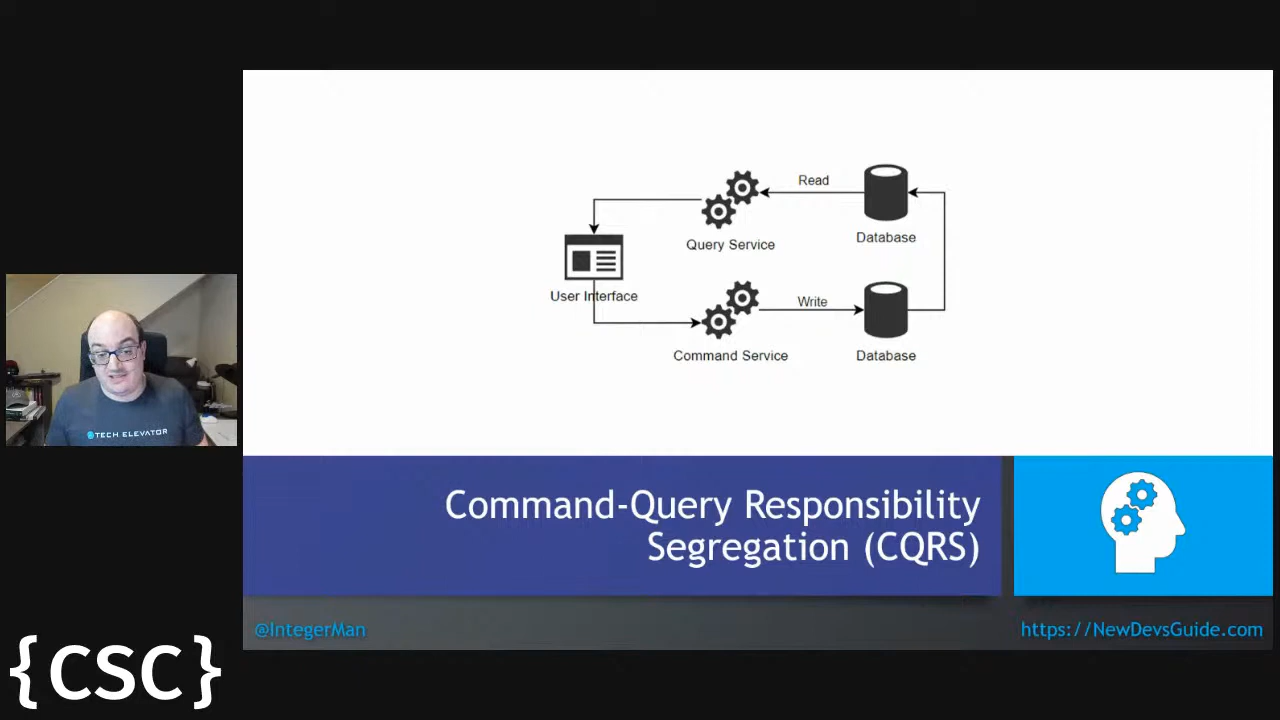 Read
Query Service
Database
User Interface
Write
Command Service
Database
TECH ELEVATOR
Command-Query Responsibility
Segregation (CQRS)
@IntegerMan
https://NewDevsGuide.com
{CSC}